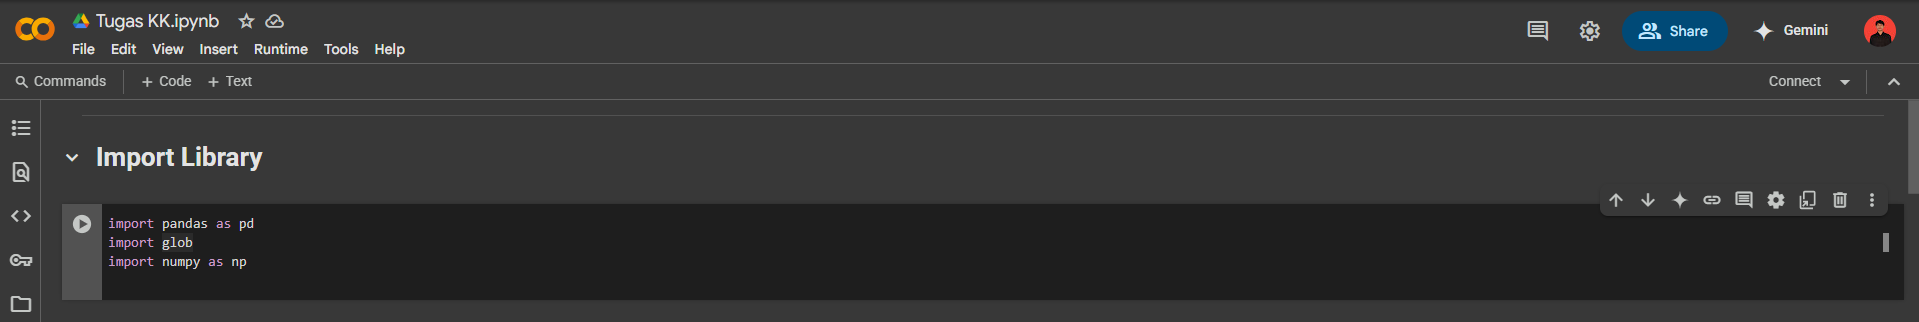 Tugas KK.ipynb
File Edit View Insert Runtime Tools Help
Share
Gemini
Commands + Code + Text
Connect
Import Library
import pandas as pd
import glob
import numpy as np